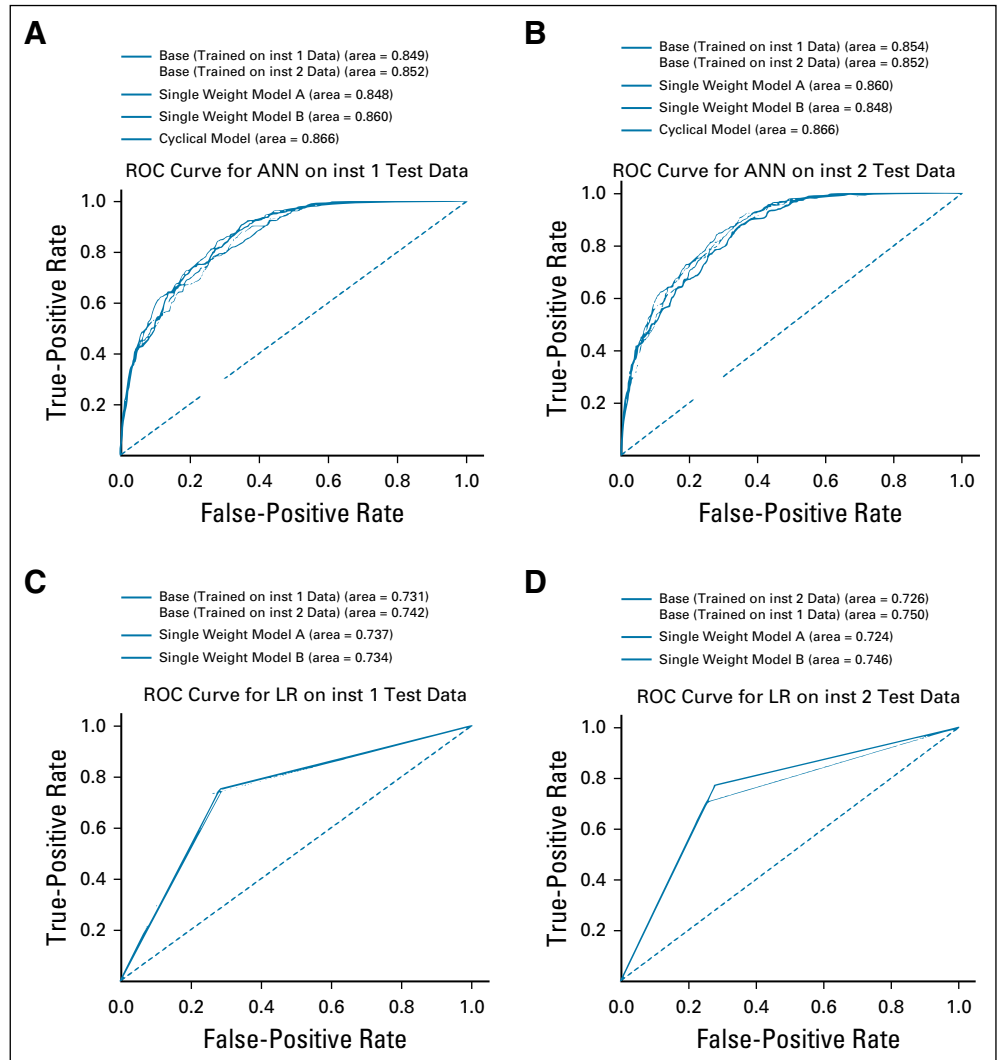 A
Base (Trained on inst 1 Data) (area = 0.849)
Base (Trained on inst 2 Data) (area = 0.852)
Single Weight Model A (area = 0.848)
Single Weight Model B (area = 0.860)
Cyclical Model (area = 0.866)
ROC Curve for ANN on inst 1 Test Data
True-Positive Rate
1.0
0.8
0.6
0.4
0.2
0.0 0.2 0.4 0.6 0.8 1.0
False-Positive Rate
B
Base (Trained on inst 1 Data) (area = 0.854)
Base (Trained on inst 2 Data) (area = 0.852)
Single Weight Model A (area = 0.860)
Single Weight Model B (area = 0.848)
Cyclical Model (area = 0.866)
ROC Curve for ANN on inst 2 Test Data
True-Positive Rate
1.0
0.8
0.6
0.4
0.2
0.0 0.2 0.4 0.6 0.8 1.0
False-Positive Rate
C
Base (Trained on inst 1 Data) (area = 0.731)
Base (Trained on inst 2 Data) (area = 0.742)
Single Weight Model A (area = 0.737)
Single Weight Model B (area = 0.734)
ROC Curve for LR on inst 1 Test Data
True-Positive Rate
1.0
0.8
0.6
0.4
0.2
0.0 0.2 0.4 0.6 0.8 1.0
False-Positive Rate
D
Base (Trained on inst 2 Data) (area = 0.726)
Base (Trained on inst 1 Data) (area = 0.750)
Single Weight Model A (area = 0.724)
Single Weight Model B (area = 0.746)
ROC Curve for LR on inst 2 Test Data
True-Positive Rate
1.0
0.8
0.6
0.4
0.2
0.0 0.2 0.4 0.6 0.8 1.0
False-Positive Rate